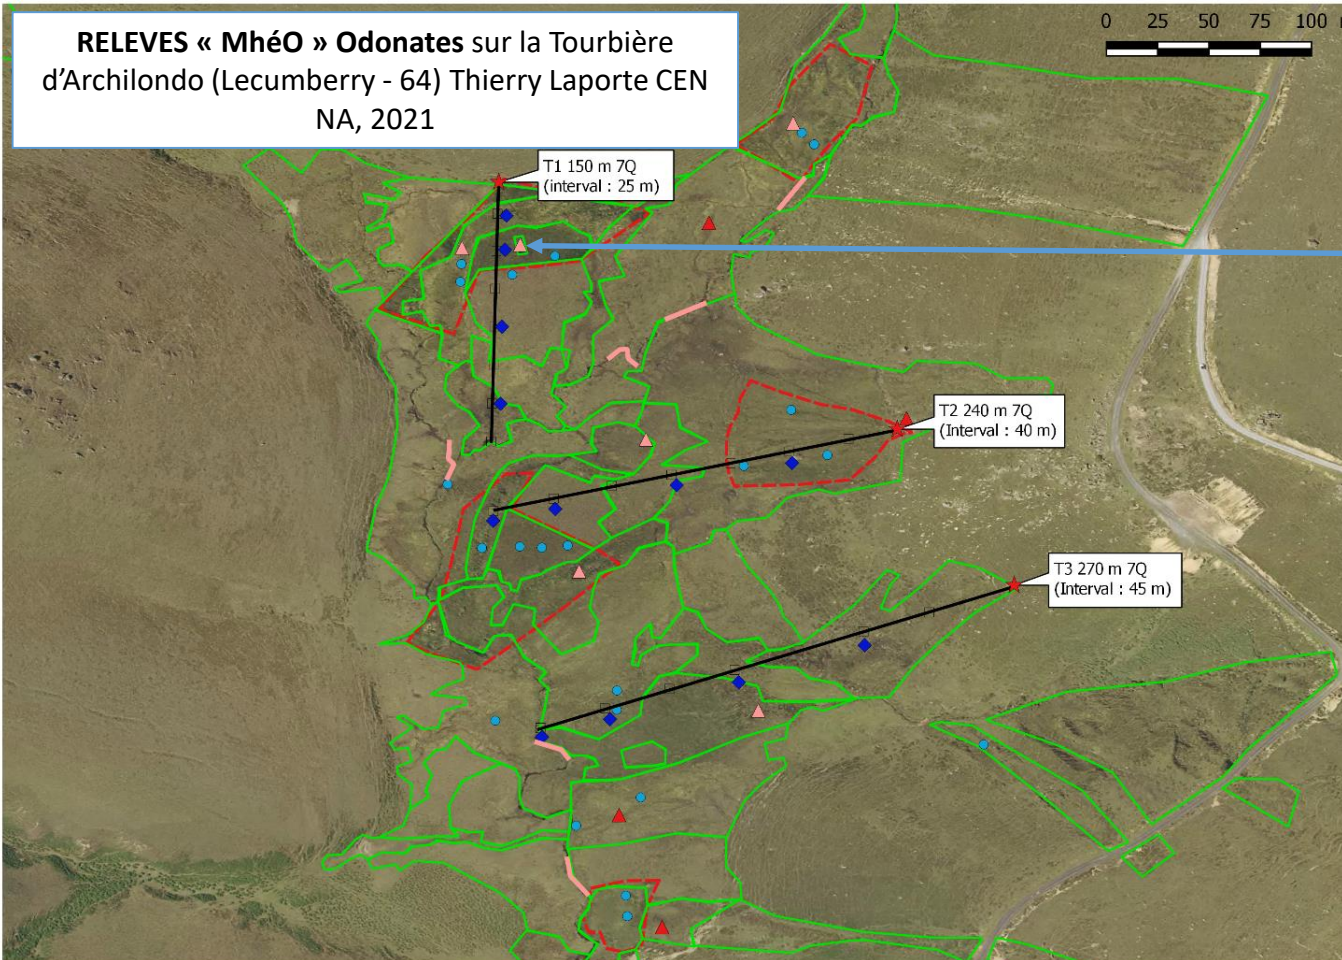 RELEVES « MhéO » Odonates sur la Tourbière
d'Archilondo (Lecumberry - 64) Thierry Laporte CEN
NA, 2021
0 25 50 75 100
T1 150 m 7Q
(interval : 25 m)
T2 240 m 7Q
(Interval : 40 m)
T3 270 m 7Q
(Interval : 45 m)